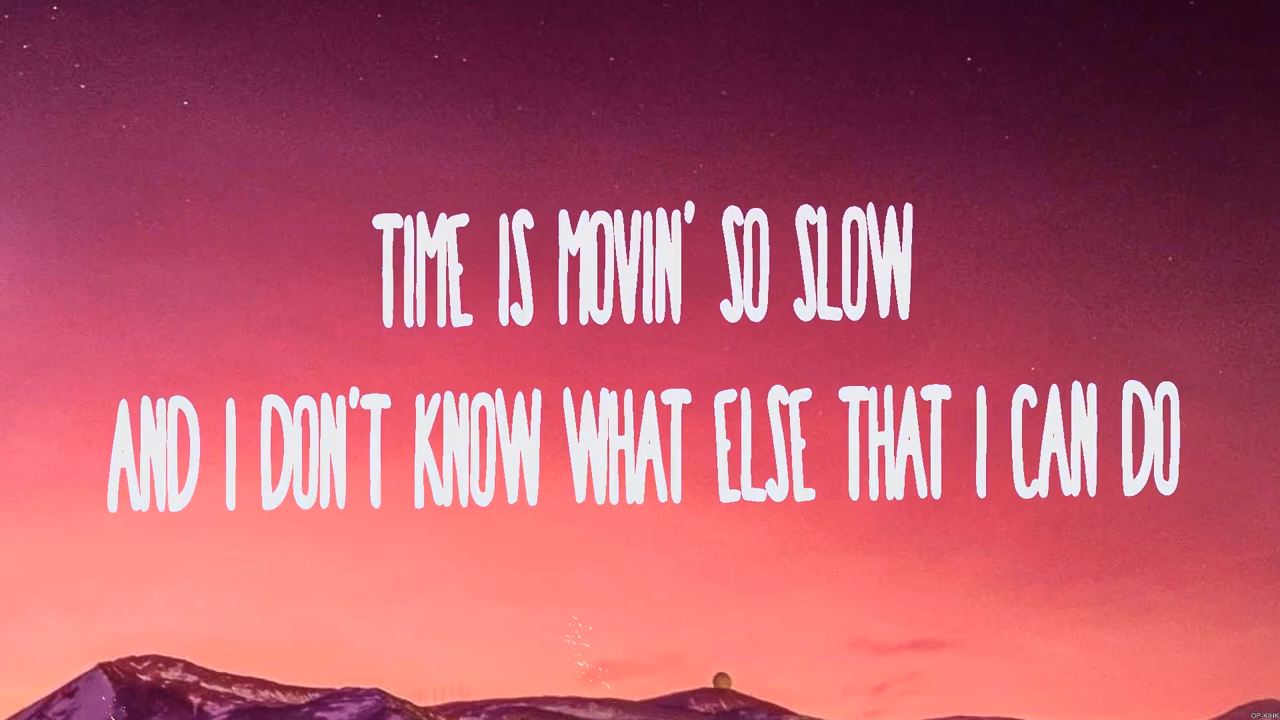 TIME IS MOVIN' SO SLOW
AND I DON'T KNOW WHAT ELSE THAT I CAN DO